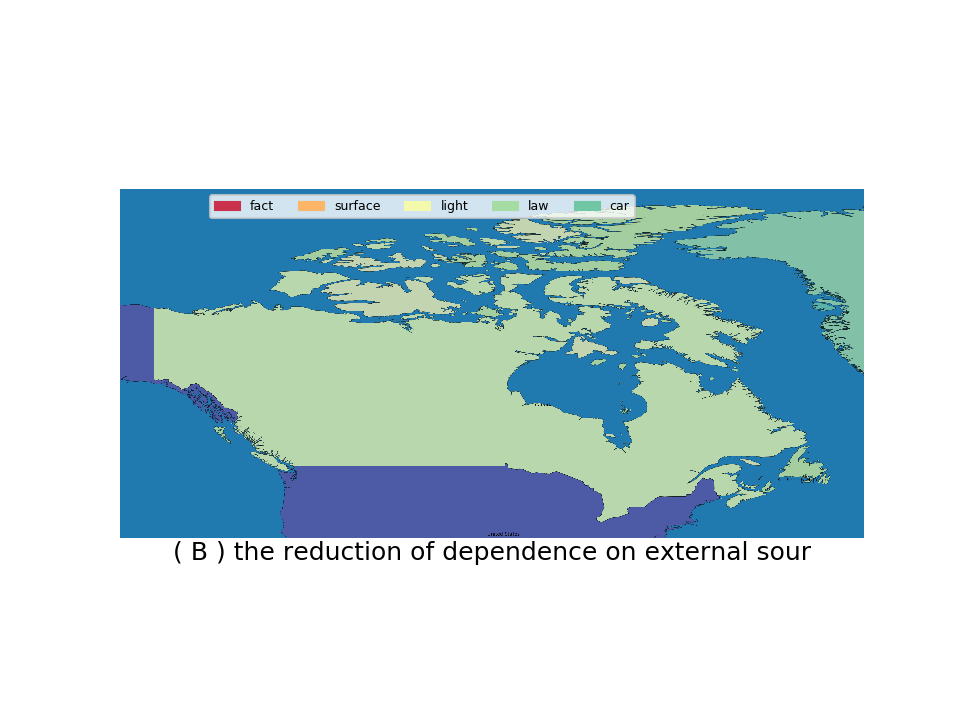 fact surface light law car
United States
( B ) the reduction of dependence on external sour